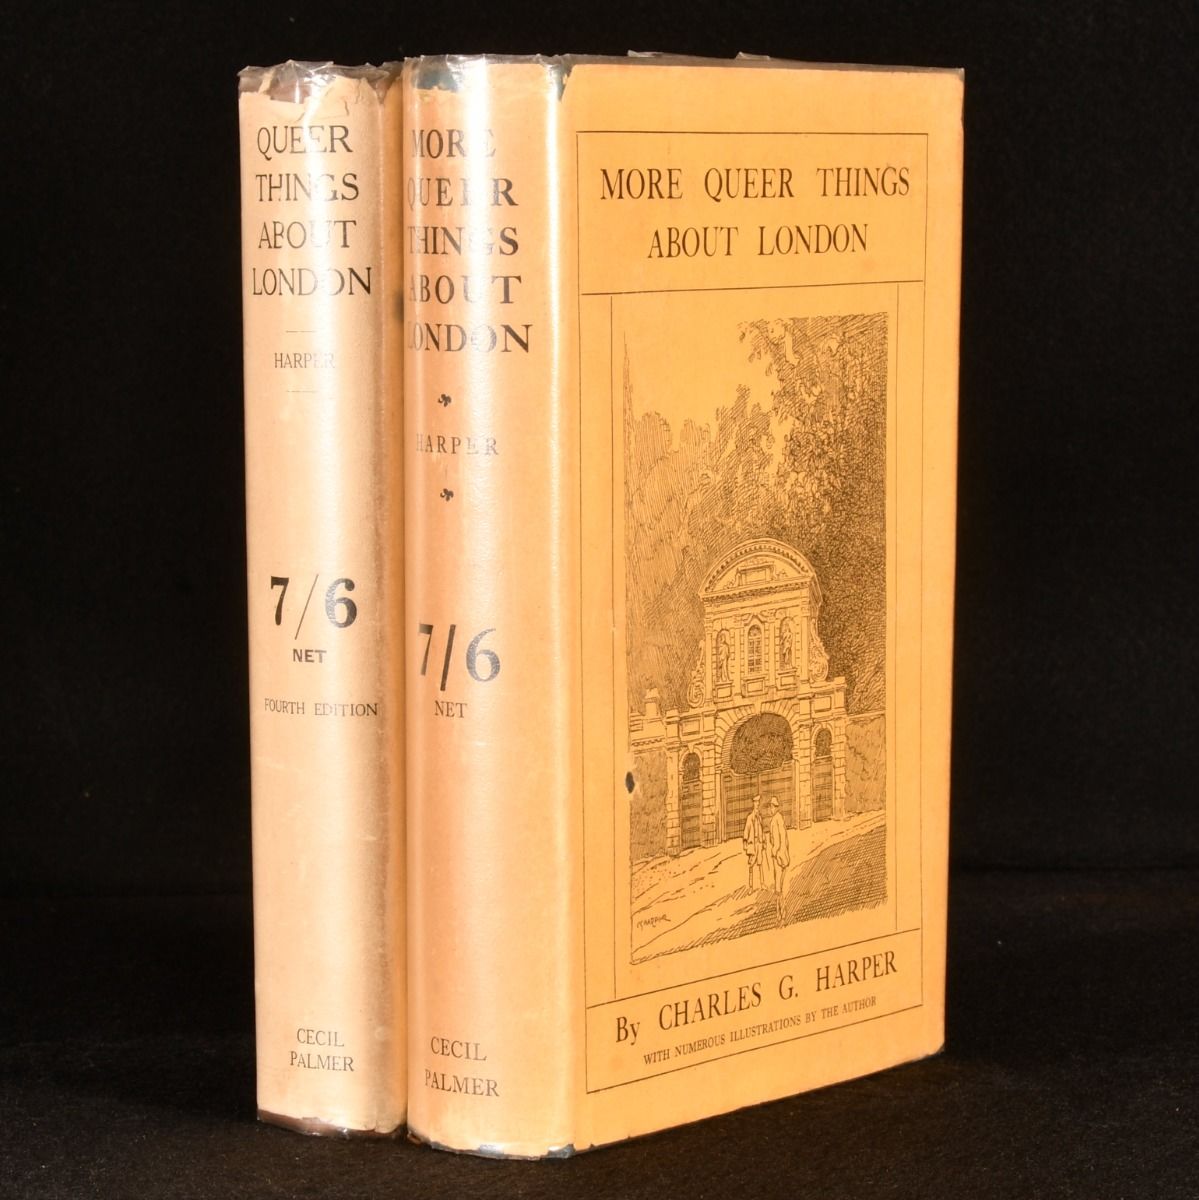 QUEER
THINGS
ABOUT
LONDON
HARPER
7/6
NET
FOURTH EDITION
CECIL
PALMER
MORE
QUEER
THINGS
ABOUT
LONDON
HARPER
7/6
NET
CECIL
PALMER
MORE QUEER THINGS
ABOUT LONDON
By CHARLES G. HARPER
WITH NUMEROUS ILLUSTRATIONS BY THE AUTHOR